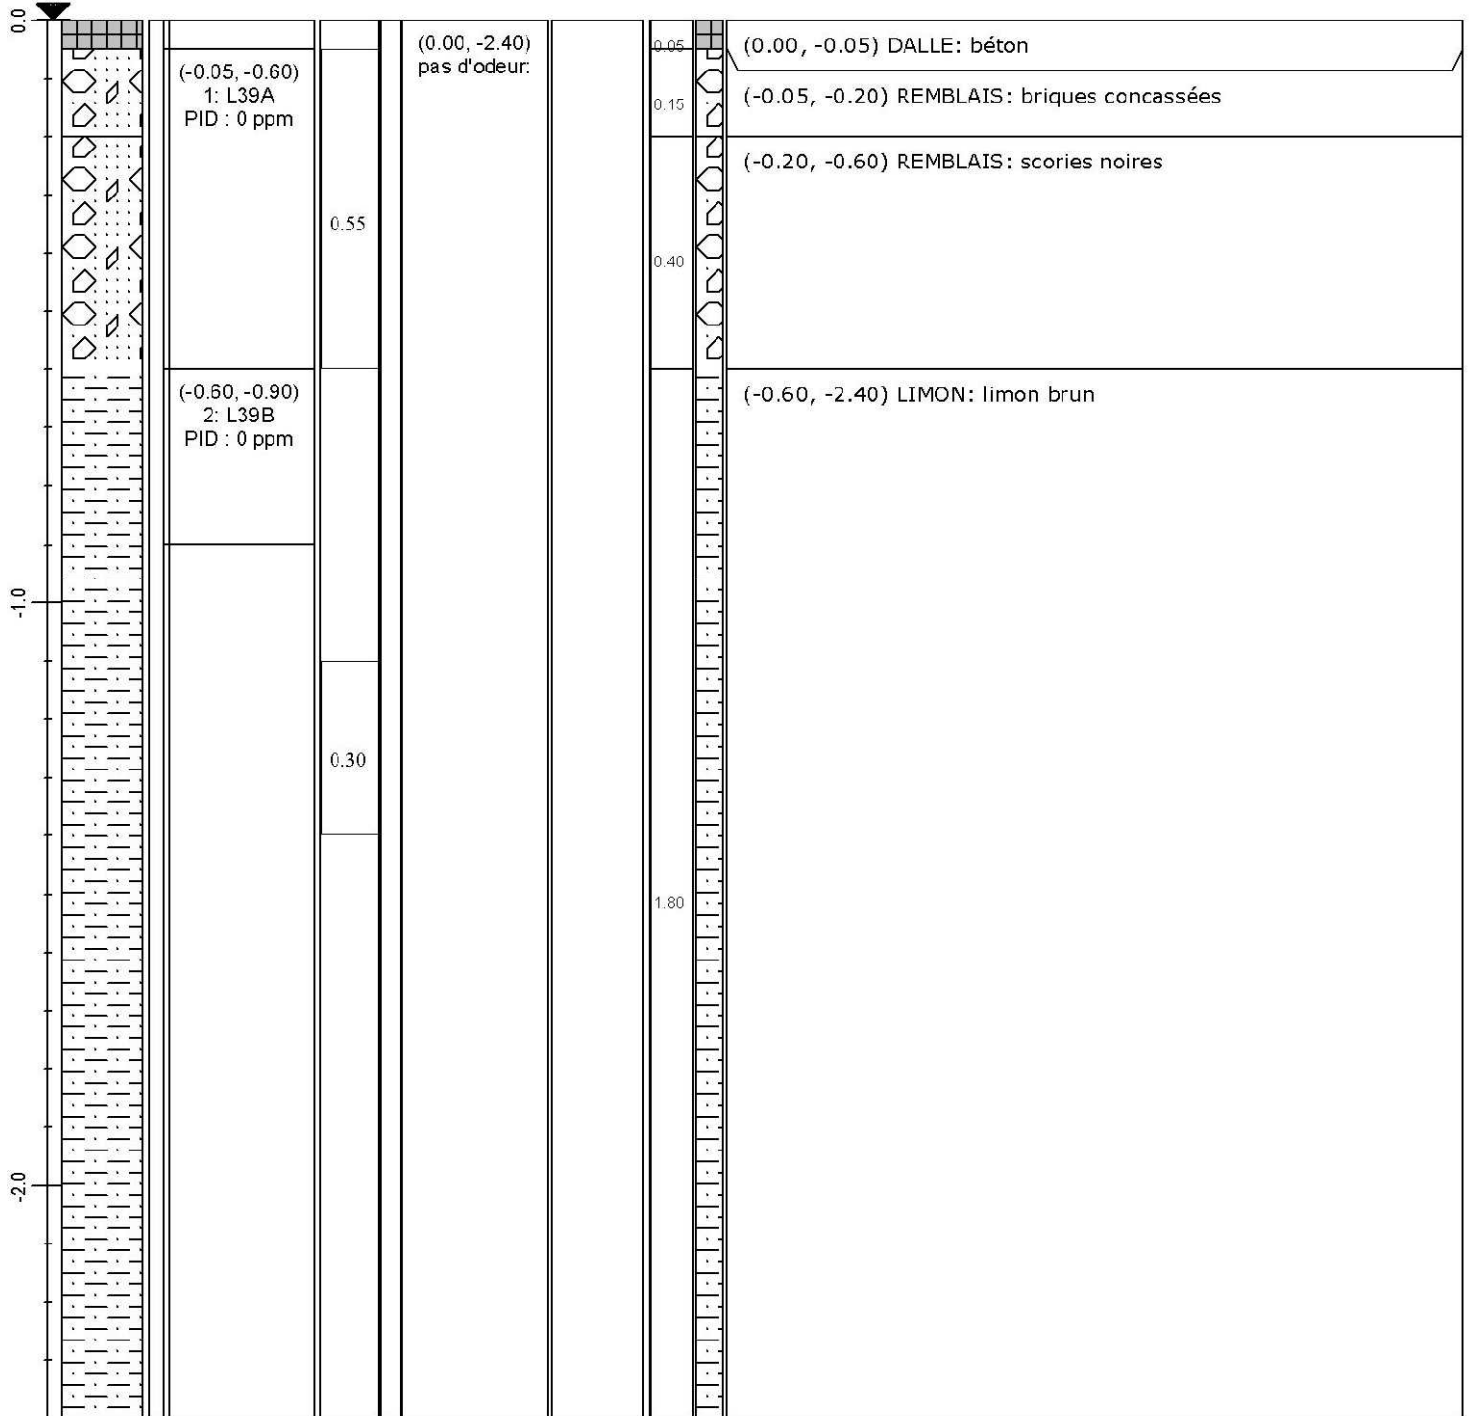 0.0
(0.00, -2.40)
pas d'odeur:
0.05
(0.00, -0.05) DALLE: béton
(-0.05, -0.60)
1: L39A
PID : 0 ppm
0.15
(-0.05, -0.20) REMBLAIS: briques concassées
(-0.20, -0.60) REMBLAIS: scories noires
0.55
0.40
(-0.60, -0.90)
2: L39B
PID : 0 ppm
(-0.60, -2.40) LIMON: limon brun
-1.0
0.30
1.80
-2.0